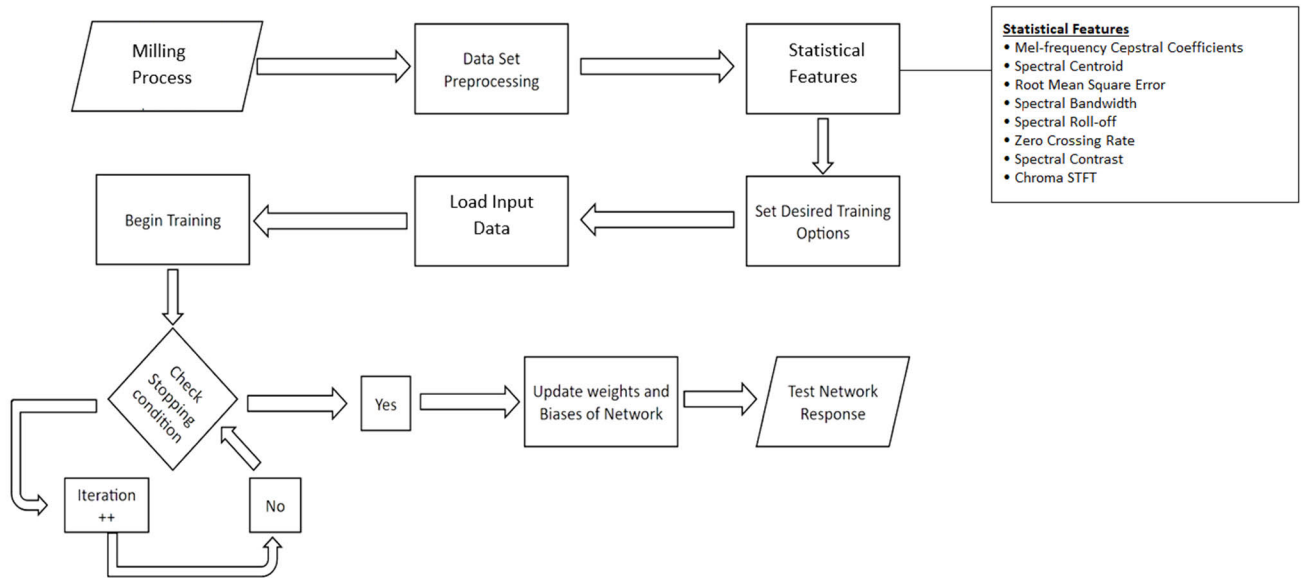 Milling
Process
Data Set
Preprocessing
Statistical
Features
Statistical Features
• Mel-frequency Cepstral Coefficients
• Spectral Centroid
• Root Mean Square Error
• Spectral Bandwidth
• Spectral Roll-off
• Zero Crossing Rate
• Spectral Contrast
• Chroma STFT
Begin Training
Load Input
Data
Set Desired Training
Options
Check
Stopping
condition
Yes
Update weights and
Biases of Network
Test Network
Response
Iteration
++
No